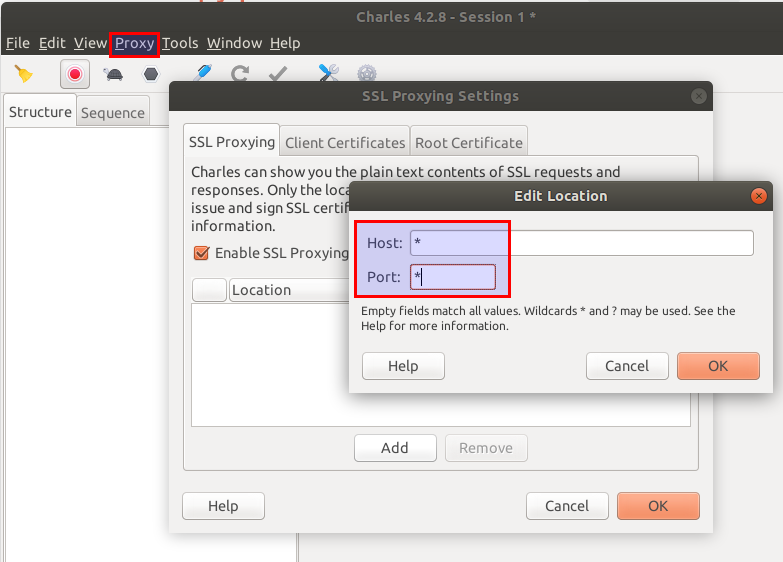 Charles 4.2.8 - Session 1 *
File Edit View Proxy Tools Window Help
Structure Sequence
SSL Proxying Settings
SSL Proxying Client Certificates Root Certificate
Charles can show you the plain text contents of SSL requests and
responses. Only the loca
issue and sign SSL certif
information.
Enable SSL Proxying
Location
Add Remove
Help Cancel OK
Edit Location
Host: *
Port: *
Empty fields match all values. Wildcards * and ? may be used. See the
Help for more information.
Help Cancel OK